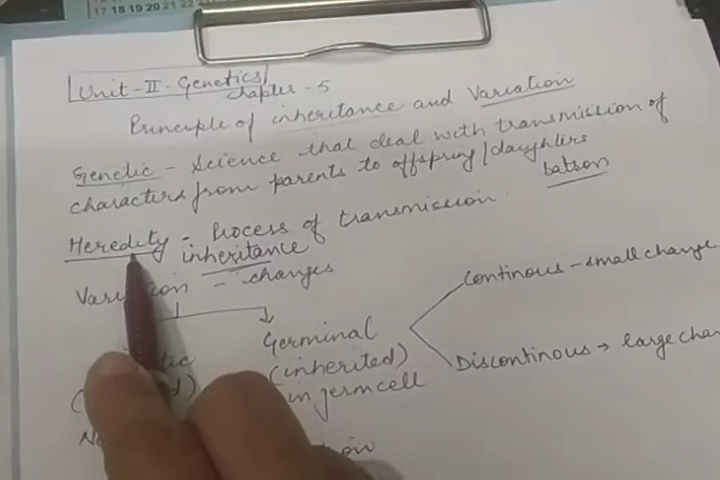 17 18 19 20 21 22
Unit - II - Genetics
Chapter - 5
Principle of inheritance and Variation
Genetic - Science that deal with transmission of
characters from parents to offspring/daughters
batson
Heredity - Process of transmission
inheritance
- changes
Germinal
(inherited)
in germcell
Continous - small change
Discontinous → large